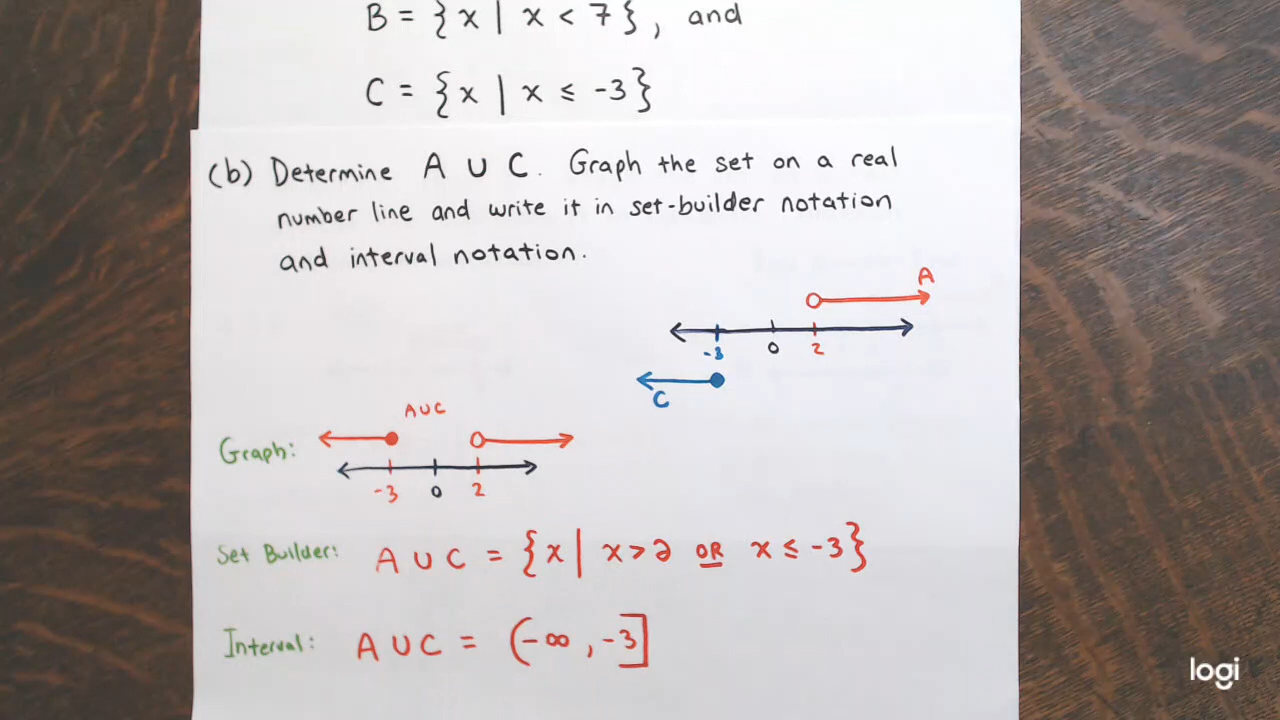 B = { x | x < 7 } , and
C = { x | x ≤ -3 }
(b) Determine A ∪ C. Graph the set on a real
number line and write it in set-builder notation
and interval notation.
A
-3 0 2
C
A∪C
Graph:
-3 0 2
Set Builder: A ∪ C = { x | x > 2 OR x ≤ -3 }
Interval: A ∪ C = (-∞ , -3]
logi